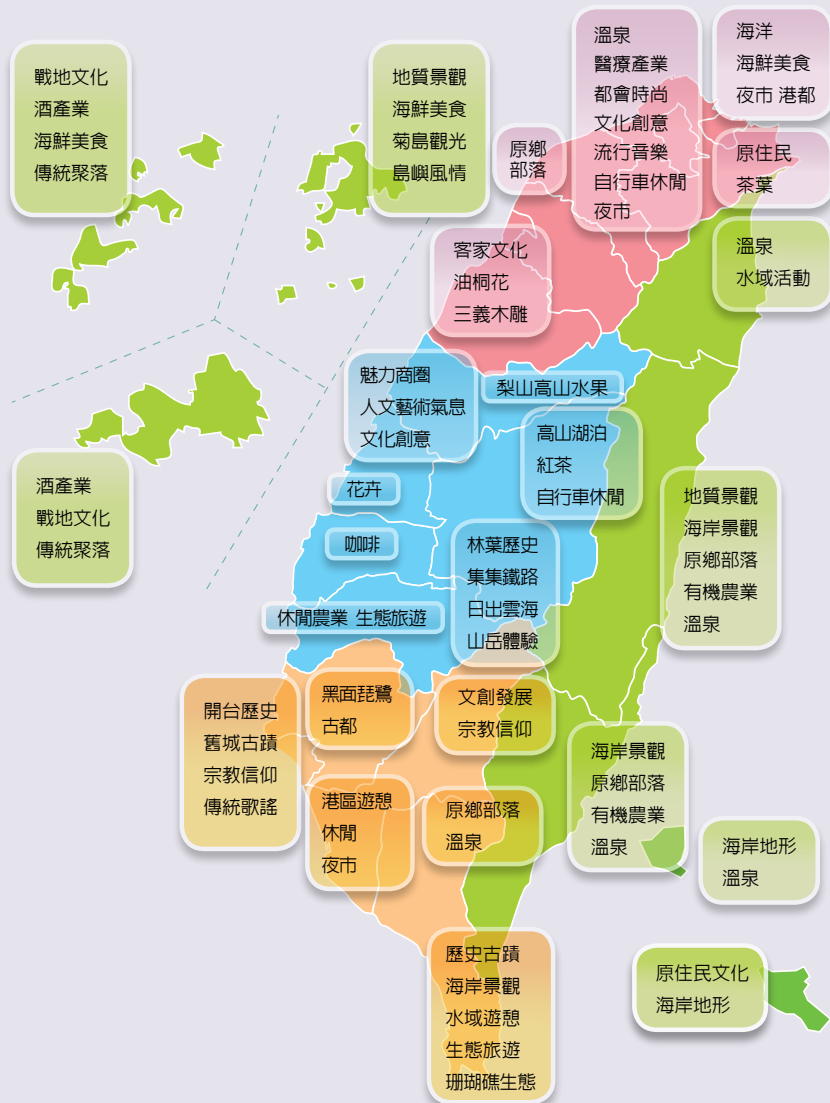 戰地文化
酒產業
海鮮美食
傳統聚落
地質景觀
海鮮美食
菊島觀光
島嶼風情
原鄉
部落
溫泉
醫療產業
都會時尚
文化創意
流行音樂
自行車休閒
夜市
海洋
海鮮美食
夜市 港都
原住民
茶葉
溫泉
水域活動
客家文化
油桐花
三義木雕
魅力商圈
人文藝術氣息
文化創意
梨山高山水果
高山湖泊
紅茶
自行車休閒
花卉
咖啡
酒產業
戰地文化
傳統聚落
林葉歷史
集集鐵路
日出雲海
山岳體驗
地質景觀
海岸景觀
原鄉部落
有機農業
溫泉
休閒農業 生態旅遊
開台歷史
舊城古蹟
宗教信仰
傳統歌謠
黑面琵鷺
古都
文創發展
宗教信仰
港區遊憩
休閒
夜市
原鄉部落
溫泉
海岸景觀
原鄉部落
有機農業
溫泉
海岸地形
溫泉
歷史古蹟
海岸景觀
水域遊憩
生態旅遊
珊瑚礁生態
原住民文化
海岸地形